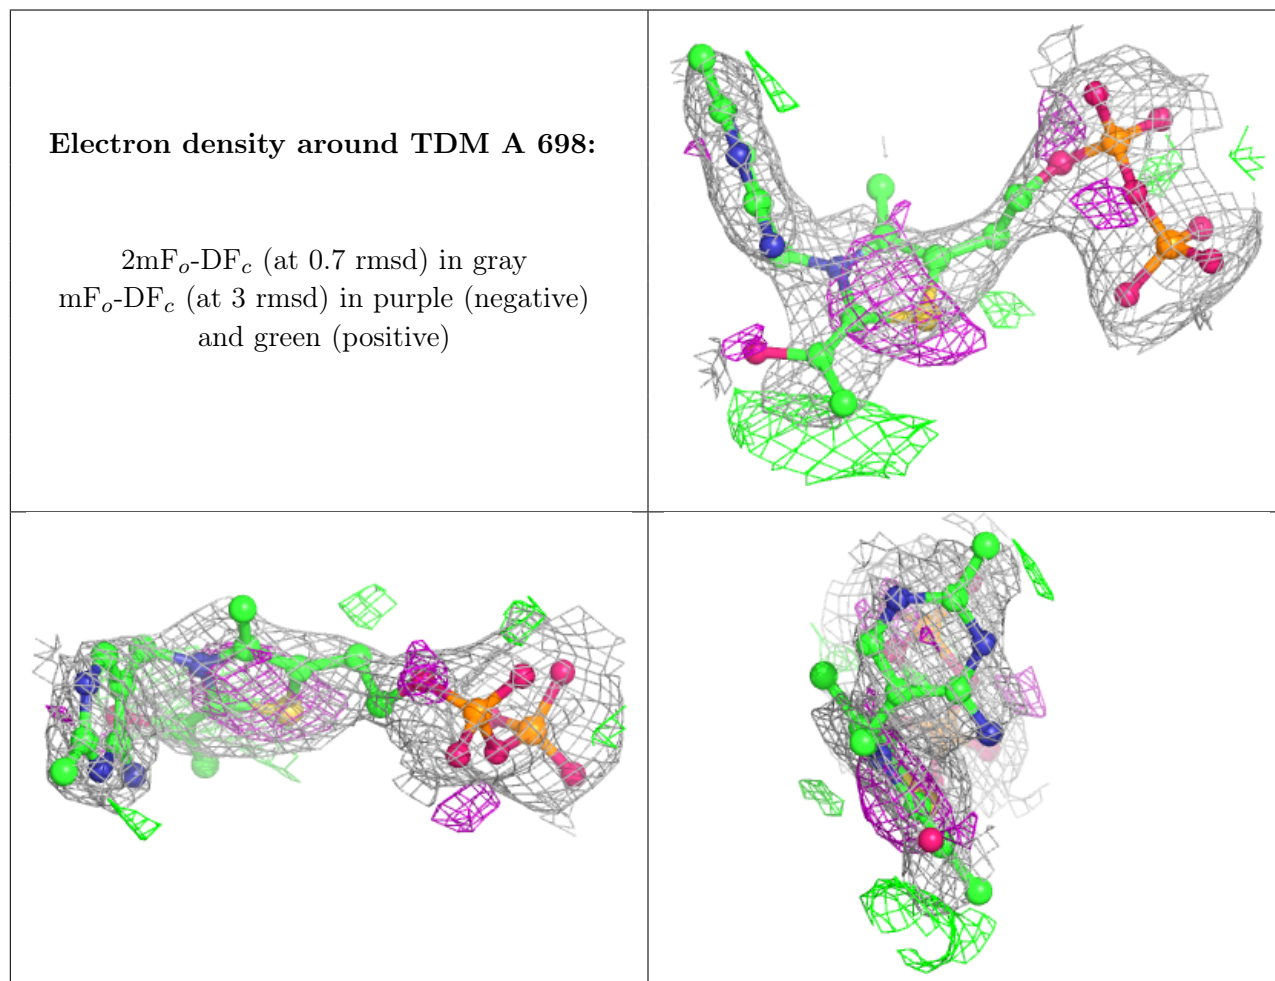 Electron density around TDM A 698:
2mFo-DFc (at 0.7 rmsd) in gray
mFo-DFc (at 3 rmsd) in purple (negative)
and green (positive)